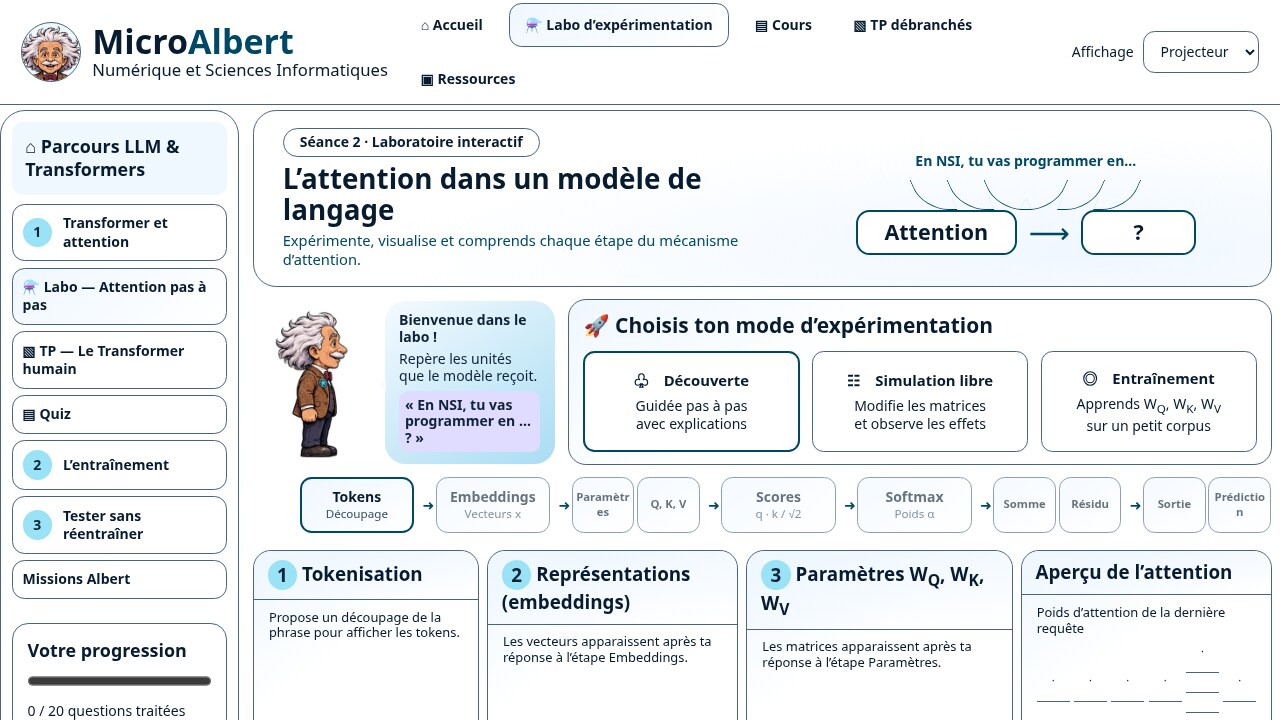 MicroAlbert
Numérique et Sciences Informatiques
⌂ Accueil
⚗️ Labo d’expérimentation
▤ Cours
▧ TP débranchés
▣ Ressources
Affichage
Projecteur
⌂ Parcours LLM &
Transformers
1
Transformer et
attention
⚗️ Labo — Attention pas à
pas
▧ TP — Le Transformer
humain
▤ Quiz
2
L’entraînement
3
Tester sans
réentraîner
Missions Albert
Votre progression
0 / 20 questions traitées
Séance 2 · Laboratoire interactif
L’attention dans un modèle de
langage
Expérimente, visualise et comprends chaque étape du mécanisme
d’attention.
En NSI, tu vas programmer en…
Attention
⟶
?
Bienvenue dans le
labo !
Repère les unités
que le modèle reçoit.
« En NSI, tu vas
programmer en …
? »
🚀 Choisis ton mode d’expérimentation
♧ Découverte
Guidée pas à pas
avec explications
☷ Simulation libre
Modifie les matrices
et observe les effets
◎ Entraînement
Apprends WQ, WK, WV
sur un petit corpus
Tokens
Découpage
➜
Embeddings
Vecteurs x
➜
Paramètr
es
Q, K, V
➜
Scores
q · k / √2
➜
Softmax
Poids α
➜
Somme
Résidu
➜
Sortie
Prédictio
n
1 Tokenisation
Propose un découpage de la
phrase pour afficher les tokens.
2 Représentations
(embeddings)
Les vecteurs apparaissent après ta
réponse à l’étape Embeddings.
3 Paramètres WQ, WK,
WV
Les matrices apparaissent après ta
réponse à l’étape Paramètres.
Aperçu de l’attention
Poids d’attention de la dernière
requête